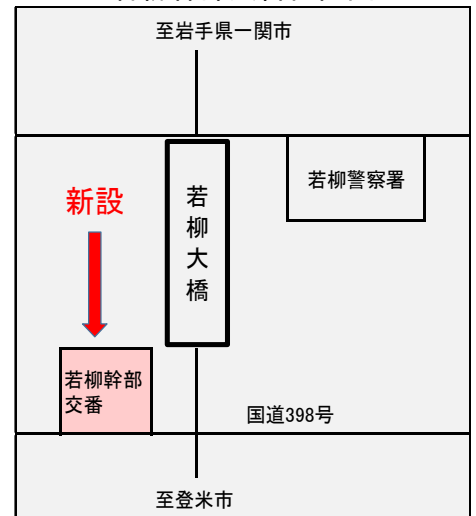 至岩手県一関市
若柳警察署
新設
若柳大橋
若柳幹部
交番
国道398号
至登米市